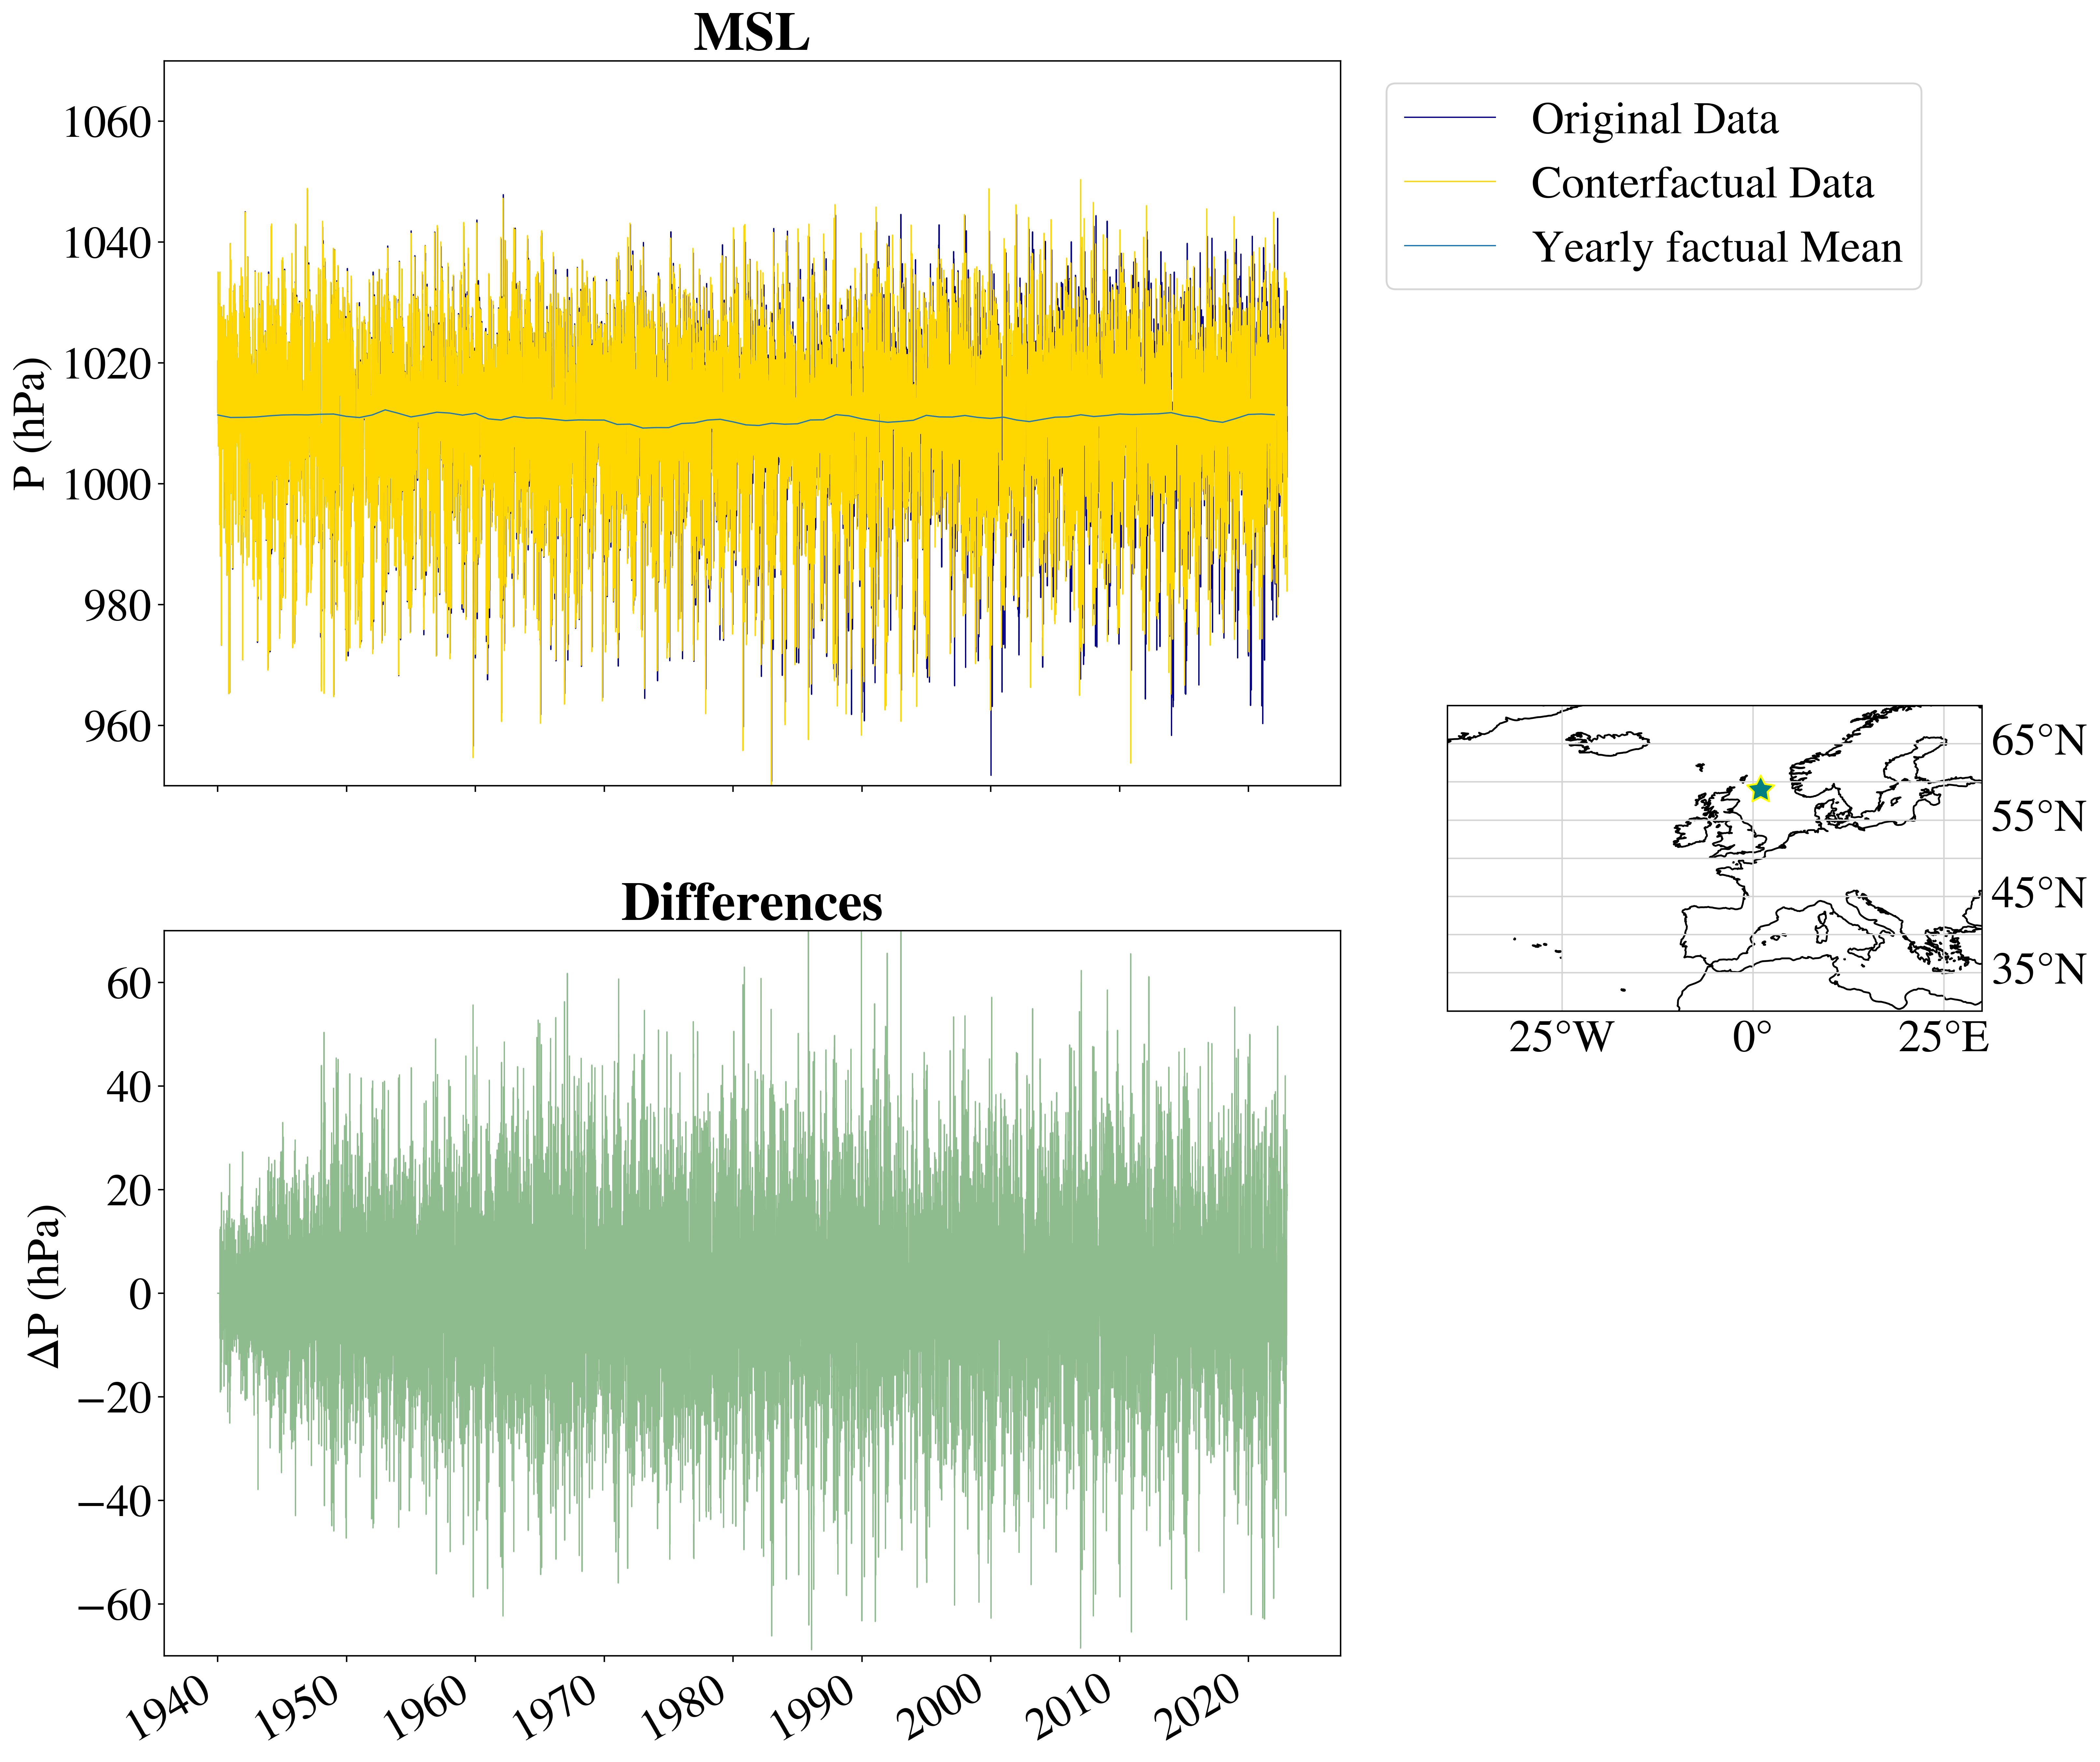 MSL
1060
1040
1020
1000
980
960
P (hPa)
Original Data
Conterfactual Data
Yearly factual Mean
65°N
55°N
45°N
35°N
25°W 0° 25°E
Differences
60
40
20
0
−20
−40
−60
ΔP (hPa)
1940 1950 1960 1970 1980 1990 2000 2010 2020